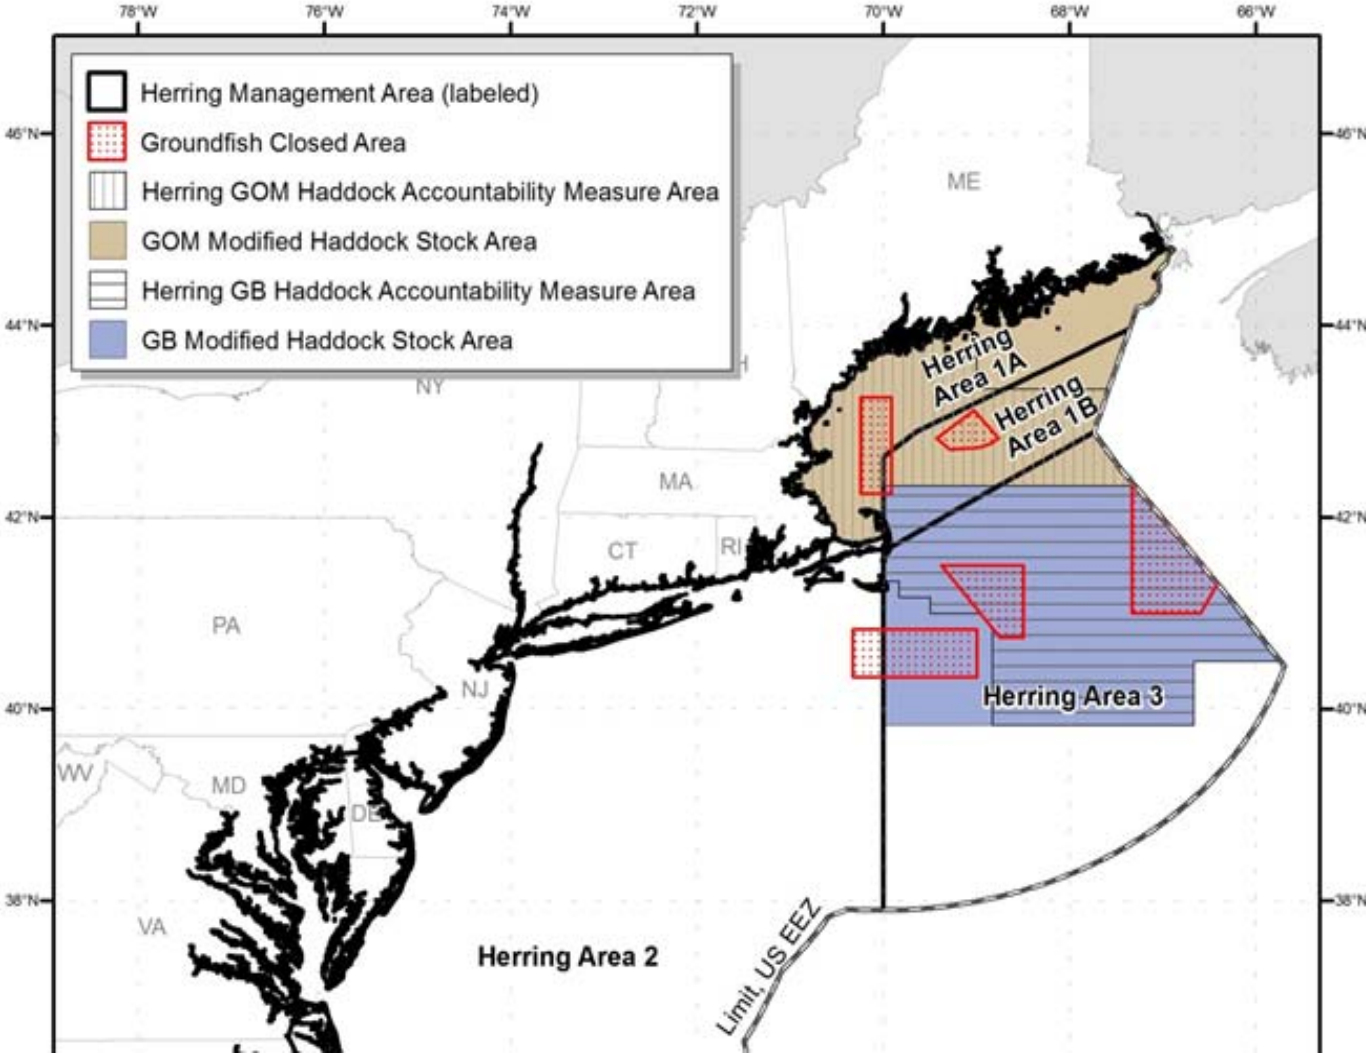 78°W 76°W 74°W 72°W 70°W 68°W 66°W
Herring Management Area (labeled)
Groundfish Closed Area
Herring GOM Haddock Accountability Measure Area
GOM Modified Haddock Stock Area
Herring GB Haddock Accountability Measure Area
GB Modified Haddock Stock Area
46°N 46°N
ME
44°N 44°N
Herring
Area 1A
Herring
Area 1B
NY
H
MA
42°N 42°N
CT
RI
PA
NJ
Herring Area 3
40°N 40°N
WV
MD
DE
38°N 38°N
VA
Herring Area 2
Limit, US EEZ